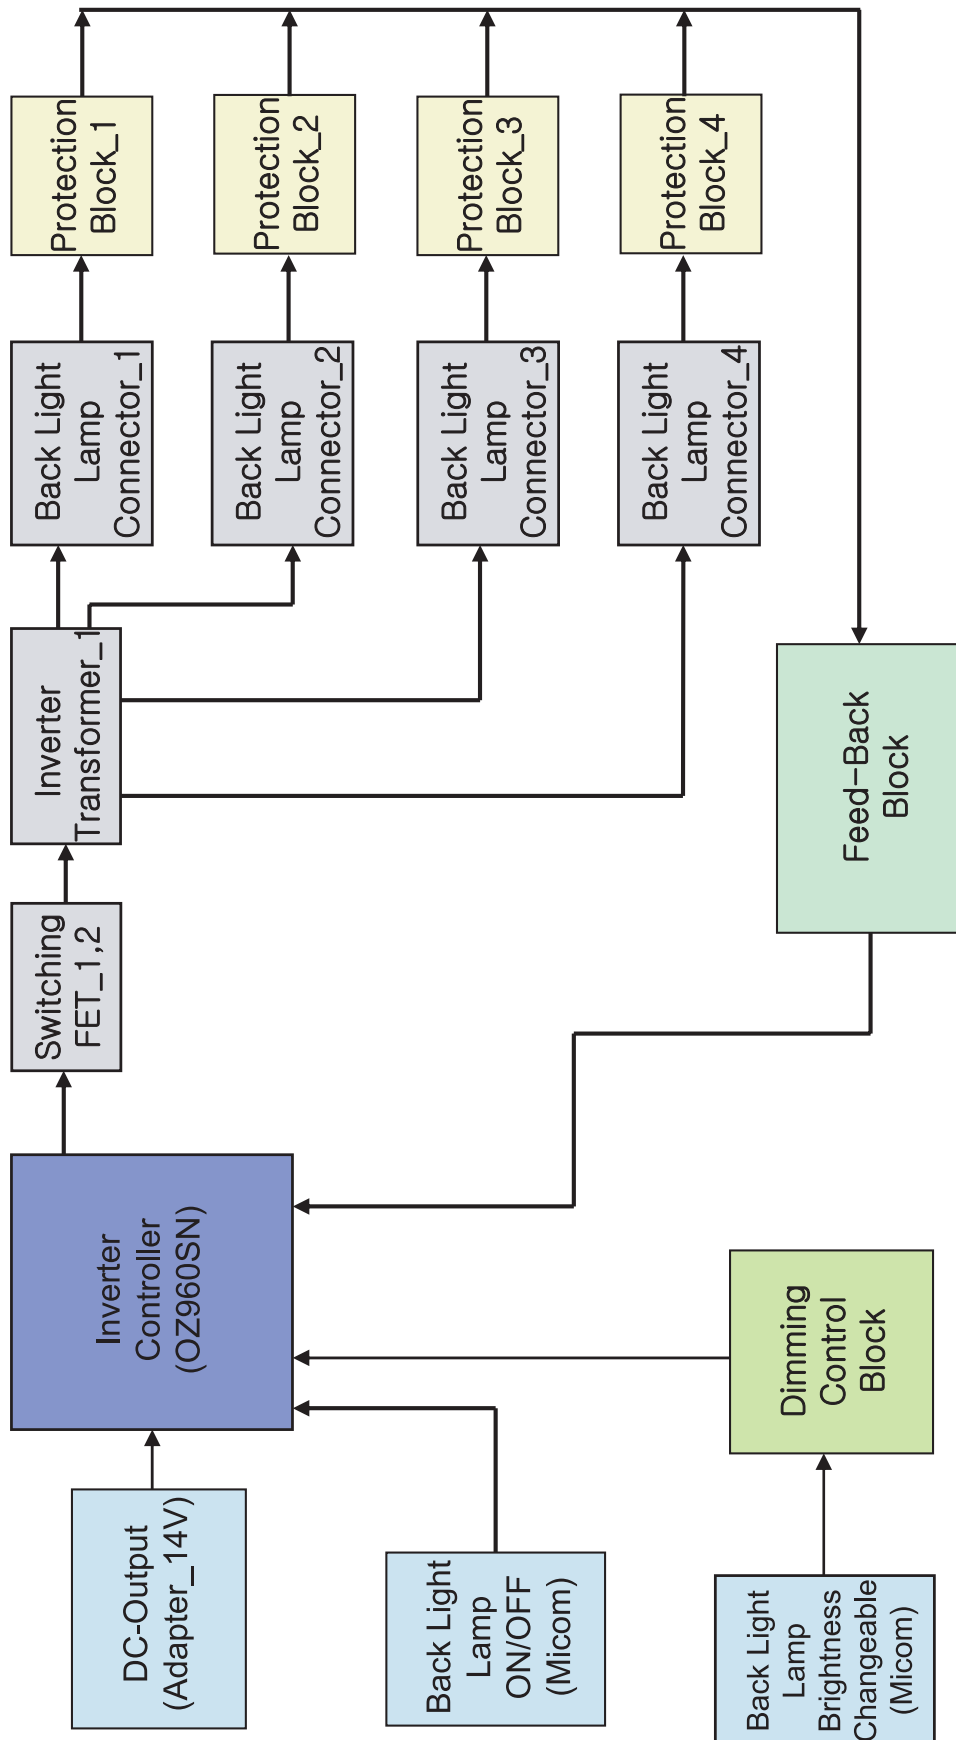 DC-Output
(Adapter_14V)
Inverter
Controller
(OZ960SN)
Switching
FET_1,2
Inverter
Transformer_1
Back Light
Lamp
Connector_1
Protection
Block_1
Back Light
Lamp
Connector_2
Protection
Block_2
Back Light
Lamp
Connector_3
Protection
Block_3
Back Light
Lamp
Connector_4
Protection
Block_4
Back Light
Lamp
ON/OFF
(Micom)
Back Light
Lamp
Brightness
Changeable
(Micom)
Dimming
Control
Block
Feed-Back
Block